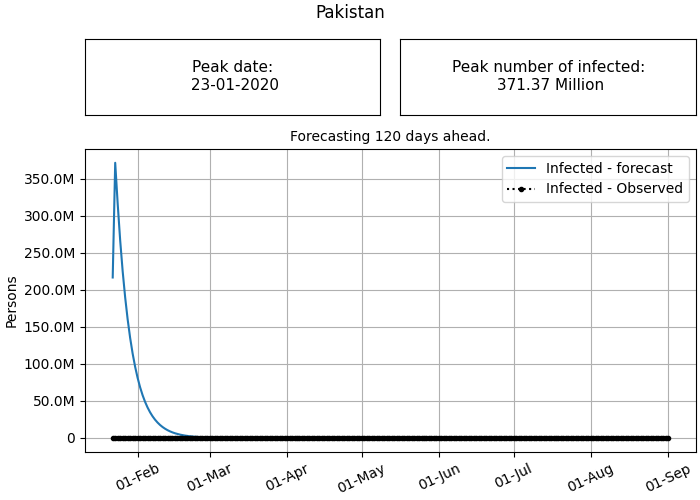 Pakistan
Peak date:
23-01-2020
Peak number of infected:
371.37 Million
Forecasting 120 days ahead.
Infected - forecast
Infected - Observed
Persons
350.0M
300.0M
250.0M
200.0M
150.0M
100.0M
50.0M
0
01-Feb
01-Mar
01-Apr
01-May
01-Jun
01-Jul
01-Aug
01-Sep